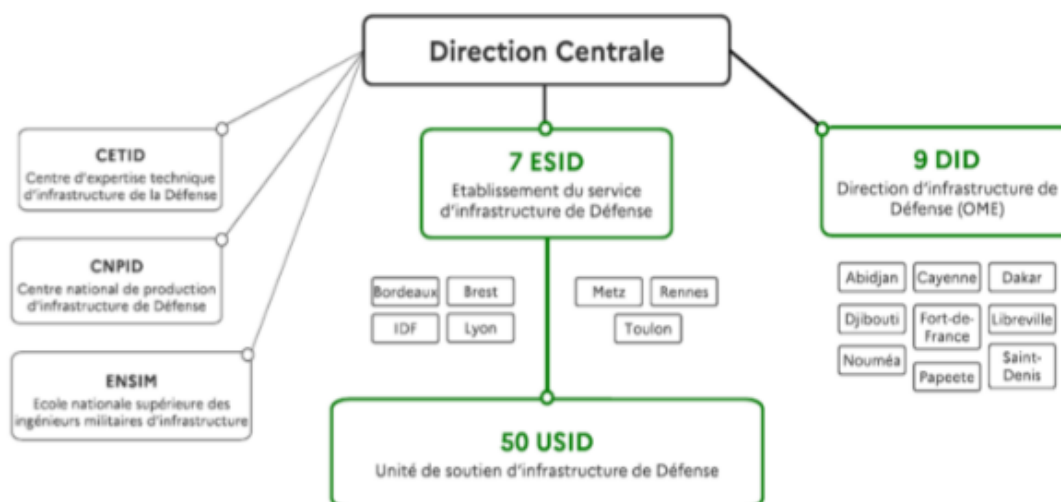 Direction Centrale
CETID
Centre d'expertise technique
d'infrastructure de la Défense
CNPID
Centre national de production
d'infrastructure de Défense
ENSIM
Ecole nationale supérieure des
ingénieurs militaires d'infrastructure
7 ESID
Etablissement du service
d'infrastructure de Défense
Bordeaux
Brest
IDF
Lyon
Metz
Rennes
Toulon
50 USID
Unité de soutien d'infrastructure de Défense
9 DID
Direction d'infrastructure de
Défense (OME)
Abidjan
Cayenne
Dakar
Djibouti
Fort-de-
France
Libreville
Nouméa
Papeete
Saint-
Denis